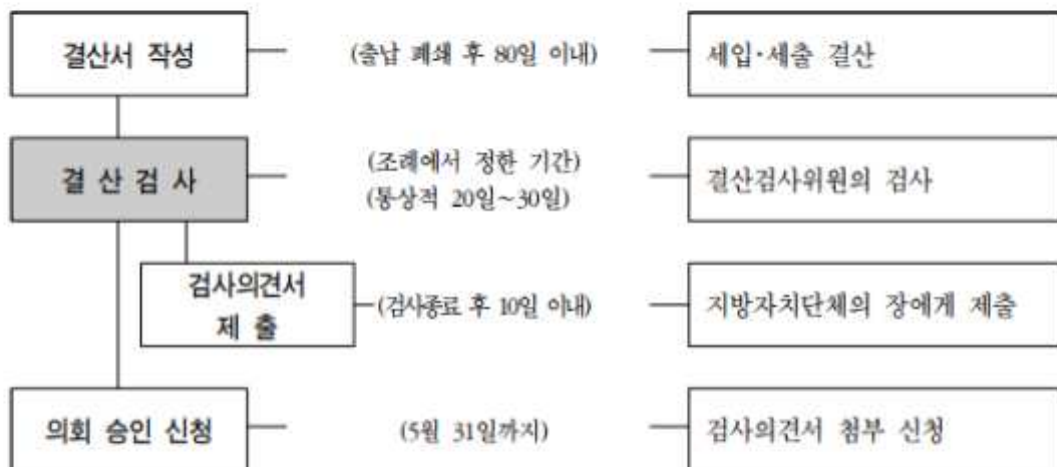 결산서 작성 (출납 폐쇄 후 80일 이내) 세입·세출 결산
결 산 검 사 (조례에서 정한 기간) 결산검사위원의 검사
(통상적 20일~30일)
검사의견서
제 출 (검사종료 후 10일 이내) 지방자치단체의 장에게 제출
의회 승인 신청 (5월 31일까지) 검사의견서 첨부 신청